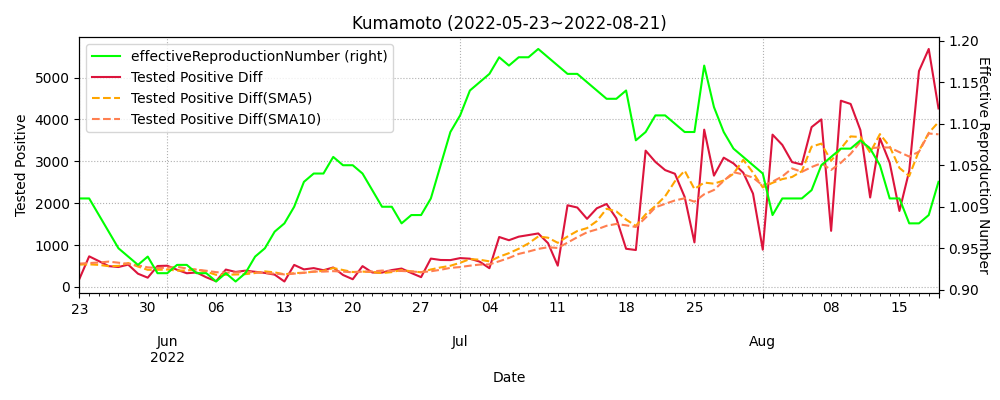 Kumamoto (2022-05-23~2022-08-21)
effectiveReproductionNumber (right)
Tested Positive Diff
Tested Positive Diff(SMA5)
Tested Positive Diff(SMA10)
Tested Positive
5000
4000
3000
2000
1000
0
Effective Reproduction Number
1.20
1.15
1.10
1.05
1.00
0.95
0.90
23 30 06 13 20 27 04 11 18 25 08 15
Jun Jul Aug
2022
Date